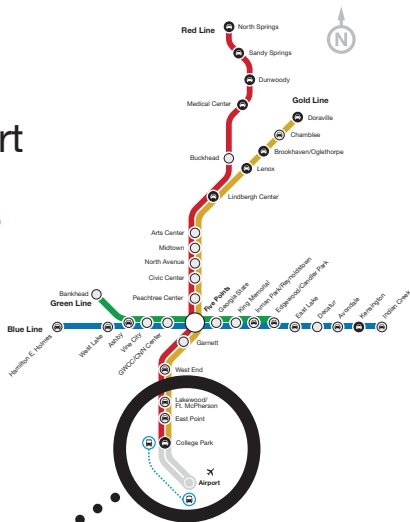 North Springs
Red Line
Sandy Springs
Dunwoody
N
Medical Center
Gold Line
Doraville
Chamblee
rt
Brookhaven/Oglethorpe
Buckhead
Lenox
Lindbergh Center
Arts Center
Midtown
North Avenue
Civic Center
Bankhead
Green Line
Peachtree Center
Five Points
Georgia State
King Memorial
Inman Park/Reynoldstown
Edgewood/Candler Park
East Lake
Decatur
Avondale
Kensington
Indian Creek
Blue Line
Hamilton E. Holmes
West Lake
Ashby
Vine City
GWCC/CNN Center
Garnett
West End
Lakewood/
Ft. McPherson
East Point
College Park
Airport